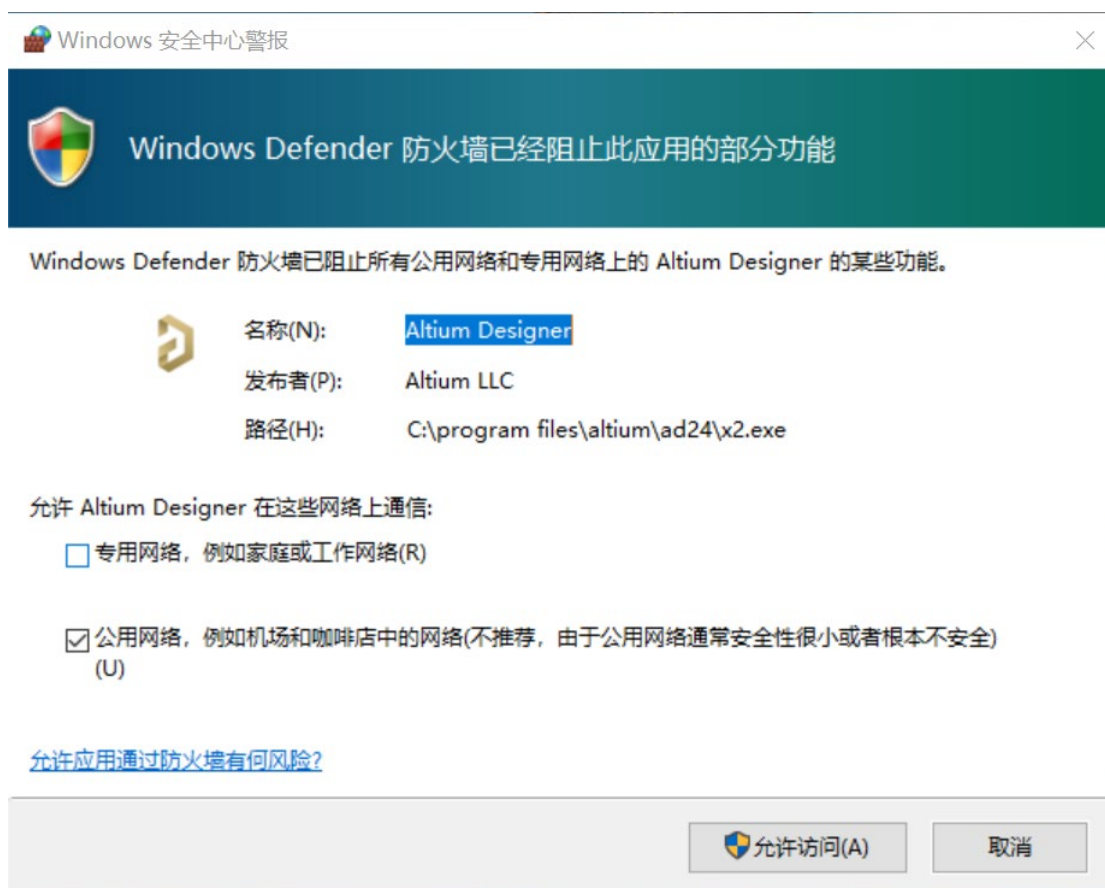 Windows 安全中心警报
Windows Defender 防火墙已经阻止此应用的部分功能
Windows Defender 防火墙已阻止所有公用网络和专用网络上的 Altium Designer 的某些功能。
名称(N): Altium Designer
发布者(P): Altium LLC
路径(H): C:\program files\altium\ad24\x2.exe
允许 Altium Designer 在这些网络上通信:
专用网络，例如家庭或工作网络(R)
公用网络，例如机场和咖啡店中的网络(不推荐，由于公用网络通常安全性很小或者根本不安全)
(U)
允许应用通过防火墙有何风险?
允许访问(A) 取消